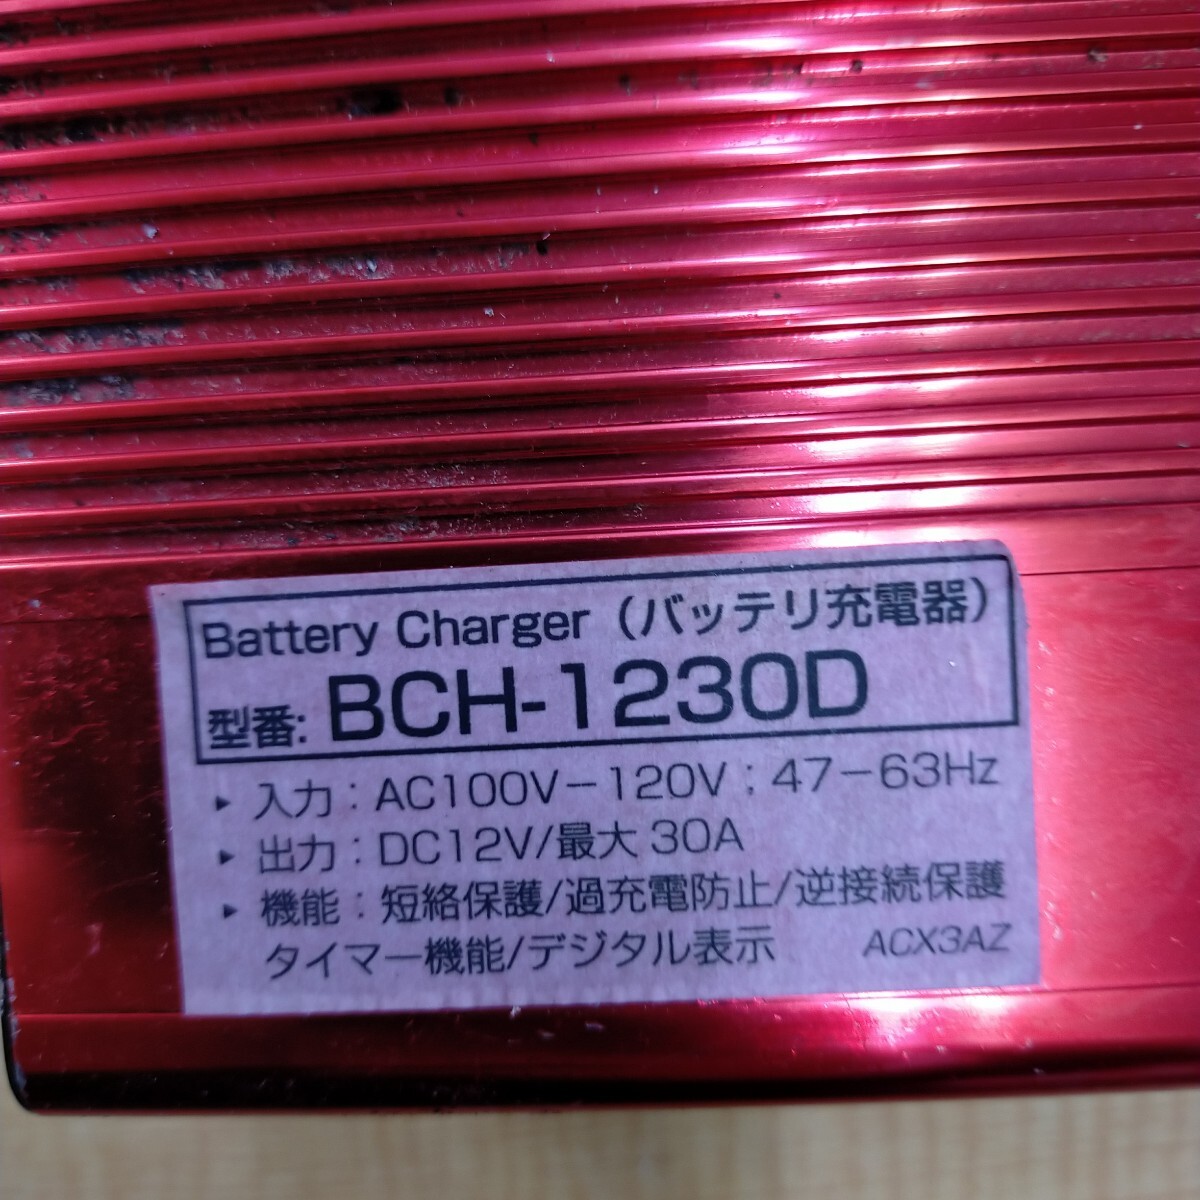 Battery Charger（バッテリ充電器）
型番: BCH-1230D
▸ 入力：AC100V－120V；47－63Hz
▸ 出力：DC12V/最大 30A
▸ 機能：短絡保護/過充電防止/逆接続保護
タイマー機能/デジタル表示 ACX3AZ